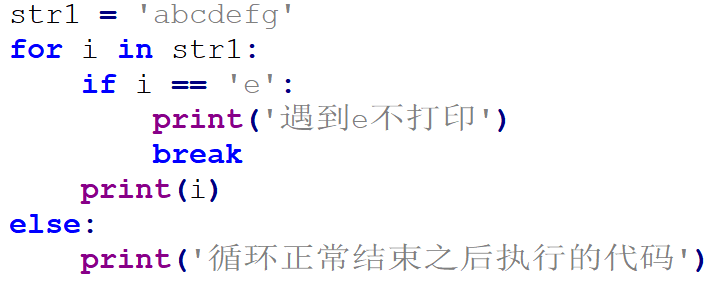 str1 = 'abcdefg'
for i in str1:
    if i == 'e':
        print('遇到e不打印')
        break
    print(i)
else:
    print('循环正常结束之后执行的代码')